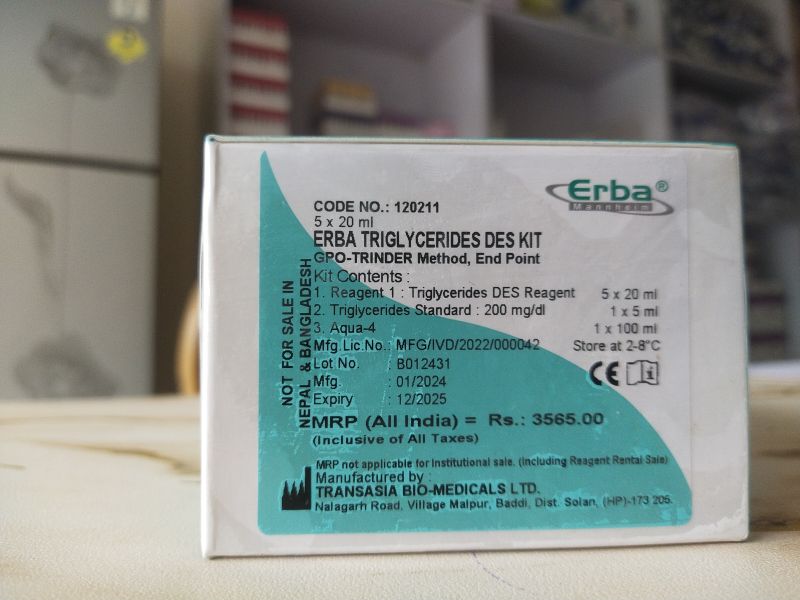 Erba®
Mannheim
CODE NO.: 120211
5 x 20 ml
ERBA TRIGLYCERIDES DES KIT
GPO-TRINDER Method, End Point
Kit Contents :
1. Reagent 1 : Triglycerides DES Reagent 5 x 20 ml
2. Triglycerides Standard : 200 mg/dl 1 x 5 ml
3. Aqua-4 1 x 100 ml
Mfg.Lic.No.: MFG/IVD/2022/000042 Store at 2-8°C
Lot No. : B012431
Mfg. : 01/2024
Expiry : 12/2025
CE
NOT FOR SALE IN
NEPAL & BANGLADESH
MRP (All India) = Rs.: 3565.00
(Inclusive of All Taxes)
MRP not applicable for Institutional sale. (including Reagent Rental Sale)
Manufactured by :
TRANSASIA BIO-MEDICALS LTD.
Nalagarh Road, Village Malpur, Baddi, Dist. Solan, (HP)-173 205.